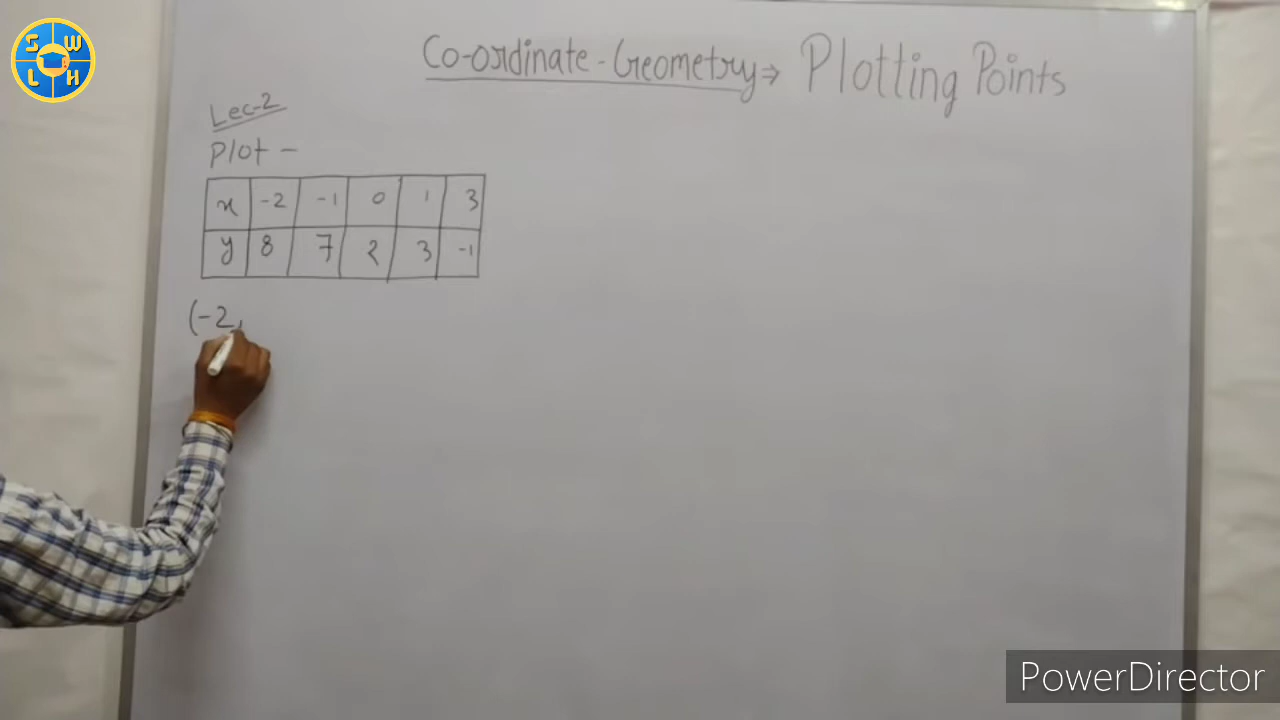 S W
L H
Co-ordinate-Geometry⇒ Plotting Points
Lec-2
Plot -
x -2 -1 0 1 3
y 8 7 2 3 -1
(-2,
PowerDirector